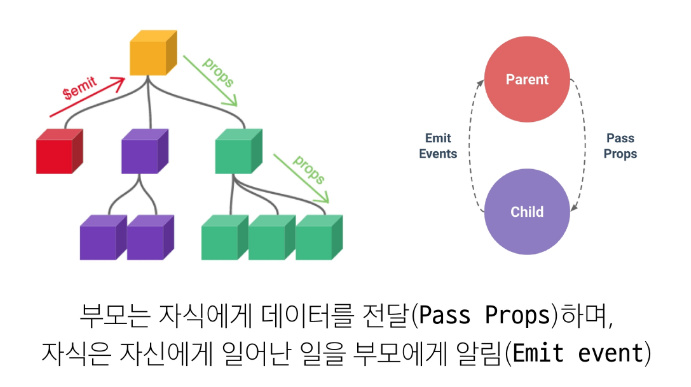 $emit
props
props
Parent
Emit
Events
Pass
Props
Child
부모는 자식에게 데이터를 전달(Pass Props)하며,
자식은 자신에게 일어난 일을 부모에게 알림(Emit event)